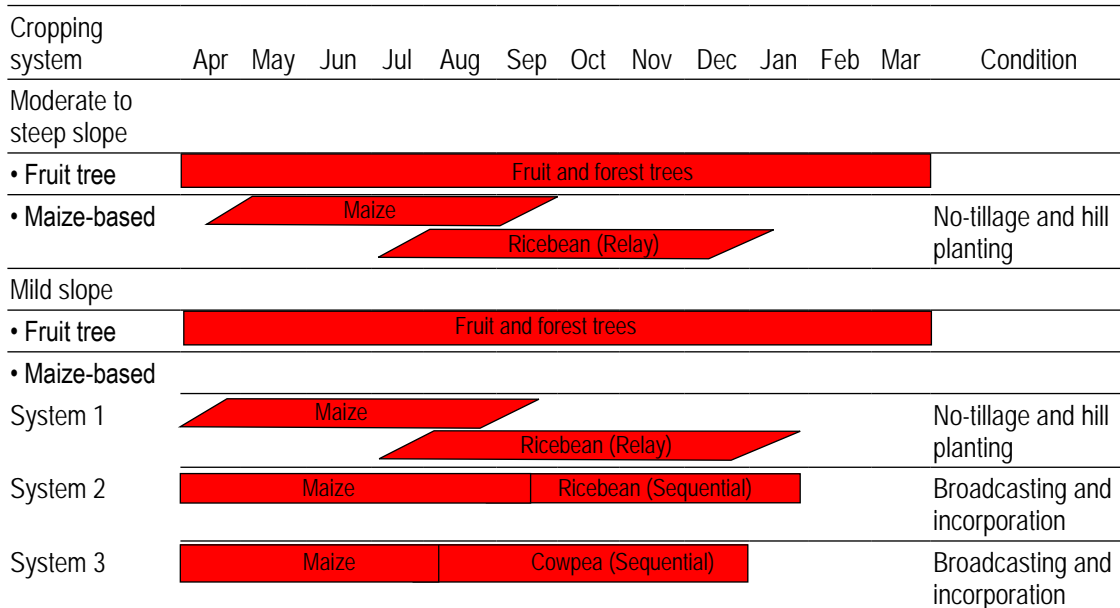 Cropping
system Apr May Jun Jul Aug Sep Oct Nov Dec Jan Feb Mar Condition
Moderate to
steep slope
• Fruit tree Fruit and forest trees
• Maize-based Maize No-tillage and hill
Ricebean (Relay) planting
Mild slope
• Fruit tree Fruit and forest trees
• Maize-based
System 1 Maize No-tillage and hill
Ricebean (Relay) planting
System 2 Maize Ricebean (Sequential) Broadcasting and
incorporation
System 3 Maize Cowpea (Sequential) Broadcasting and
incorporation